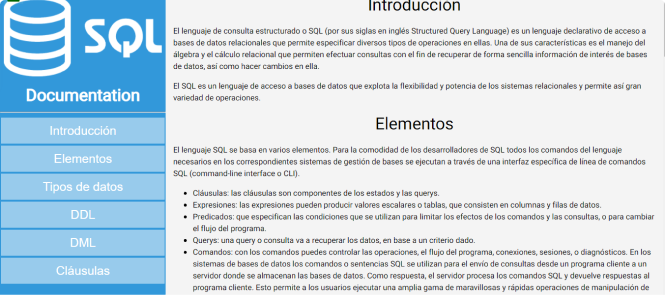 SQL
Documentation
Introducción
Elementos
Tipos de datos
DDL
DML
Cláusulas
Introducción
El lenguaje de consulta estructurado o SQL (por sus siglas en inglés Structured Query Language) es un lenguaje declarativo de acceso a
bases de datos relacionales que permite especificar diversos tipos de operaciones en ellas. Una de sus características es el manejo del
álgebra y el cálculo relacional que permiten efectuar consultas con el fin de recuperar de forma sencilla información de interés de bases
de datos, así como hacer cambios en ella.
El SQL es un lenguaje de acceso a bases de datos que explota la flexibilidad y potencia de los sistemas relacionales y permite así gran
variedad de operaciones.
Elementos
El lenguaje SQL se basa en varios elementos. Para la comodidad de los desarrolladores de SQL todos los comandos del lenguaje
necesarios en los correspondientes sistemas de gestión de bases se ejecutan a través de una interfaz específica de línea de comandos
SQL (command-line interface o CLI).
Cláusulas: las cláusulas son componentes de los estados y las querys.
Expresiones: las expresiones pueden producir valores escalares o tablas, que consisten en columnas y filas de datos.
Predicados: que especifican las condiciones que se utilizan para limitar los efectos de los comandos y las consultas, o para cambiar
el flujo del programa.
Querys: una query o consulta va a recuperar los datos, en base a un criterio dado.
Comandos: con los comandos puedes controlar las operaciones, el flujo del programa, conexiones, sesiones, o diagnósticos. En los
sistemas de bases de datos los comandos o sentencias SQL se utilizan para el envío de consultas desde un programa cliente a un
servidor donde se almacenan las bases de datos. Como respuesta, el servidor procesa los comandos SQL y devuelve respuestas al
programa cliente. Esto permite a los usuarios ejecutar una amplia gama de maravillosas y rápidas operaciones de manipulación de